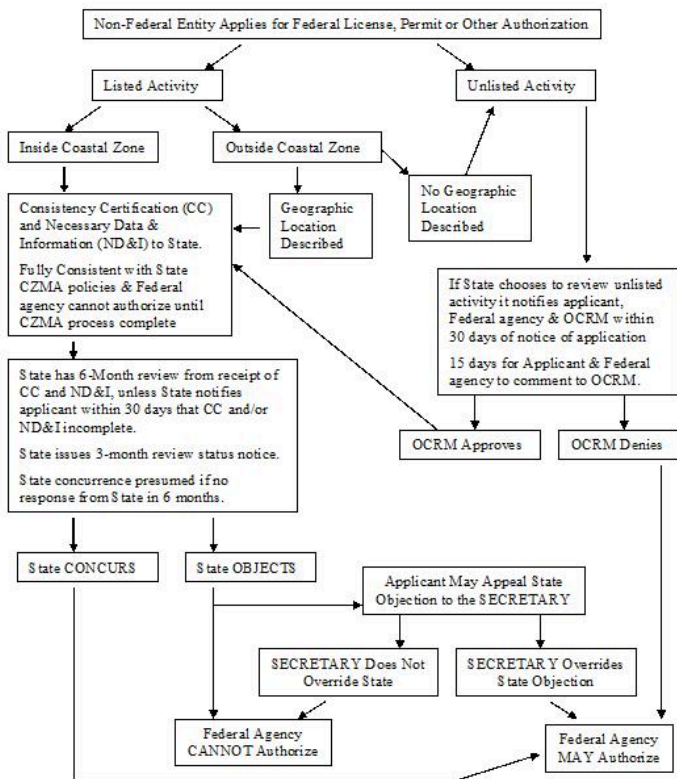 Non-Federal Entity Applies for Federal License, Permit or Other Authorization
Listed Activity
Unlisted Activity
Inside Coastal Zone
Outside Coastal Zone
No Geographic
Location
Described
Geographic
Location
Described
Consistency Certification (CC)
and Necessary Data &
Information (ND&I) to State.
Fully Consistent with State
CZMA policies & Federal
agency cannot authorize until
CZMA process complete
If State chooses to review unlisted
activity it notifies applicant,
Federal agency & OCRM within
30 days of notice of application
15 days for Applicant & Federal
agency to comment to OCRM.
State has 6-Month review from receipt of
CC and ND&I, unless State notifies
applicant within 30 days that CC and/or
ND&I incomplete.
State issues 3-month review status notice.
State concurrence presumed if no
response from State in 6 months.
OCRM Approves
OCRM Denies
State CONCURS
State OBJECTS
Applicant May Appeal State
Objection to the SECRETARY
SECRETARY Does Not
Override State
SECRETARY Overrides
State Objection
Federal Agency
CANNOT Authorize
Federal Agency
MAY Authorize